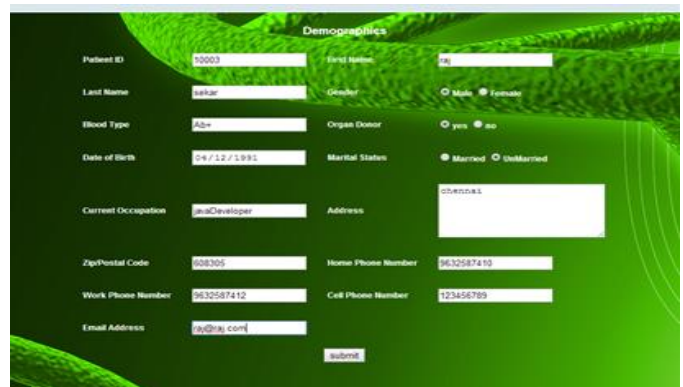 Demographics
Patient ID 10003 First Name raj
Last Name sekar Gender Male Female
Blood Type Ab+ Organ Donor yes no
Date of Birth 04/12/1991 Marital Status Married UnMarried
chennai
Current Occupation javaDeveloper Address
Zip/Postal Code 608305 Home Phone Number 9632587410
Work Phone Number 9632587412 Cell Phone Number 123456789
Email Address raj@raj.com
submit